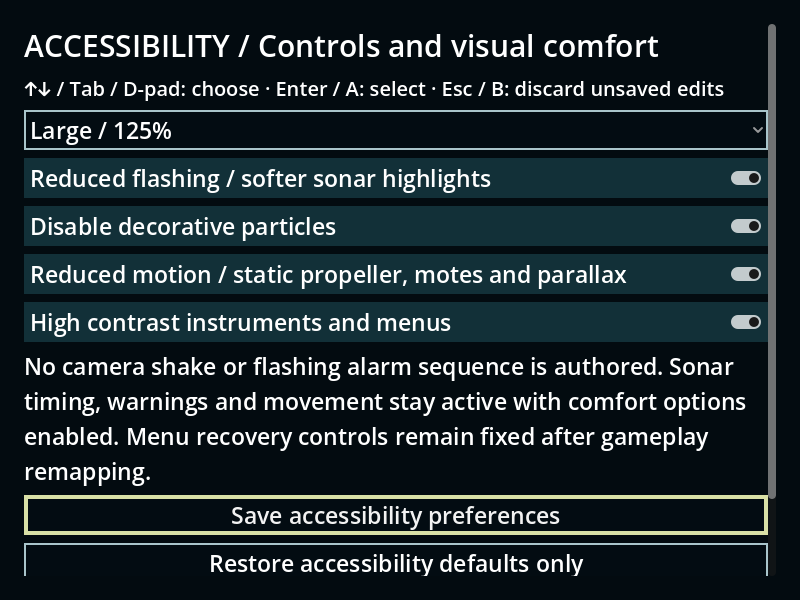 ACCESSIBILITY / Controls and visual comfort
↑↓ / Tab / D-pad: choose · Enter / A: select · Esc / B: discard unsaved edits
Large / 125%
Reduced flashing / softer sonar highlights
Disable decorative particles
Reduced motion / static propeller, motes and parallax
High contrast instruments and menus
No camera shake or flashing alarm sequence is authored. Sonar
timing, warnings and movement stay active with comfort options
enabled. Menu recovery controls remain fixed after gameplay
remapping.
Save accessibility preferences
Restore accessibility defaults only